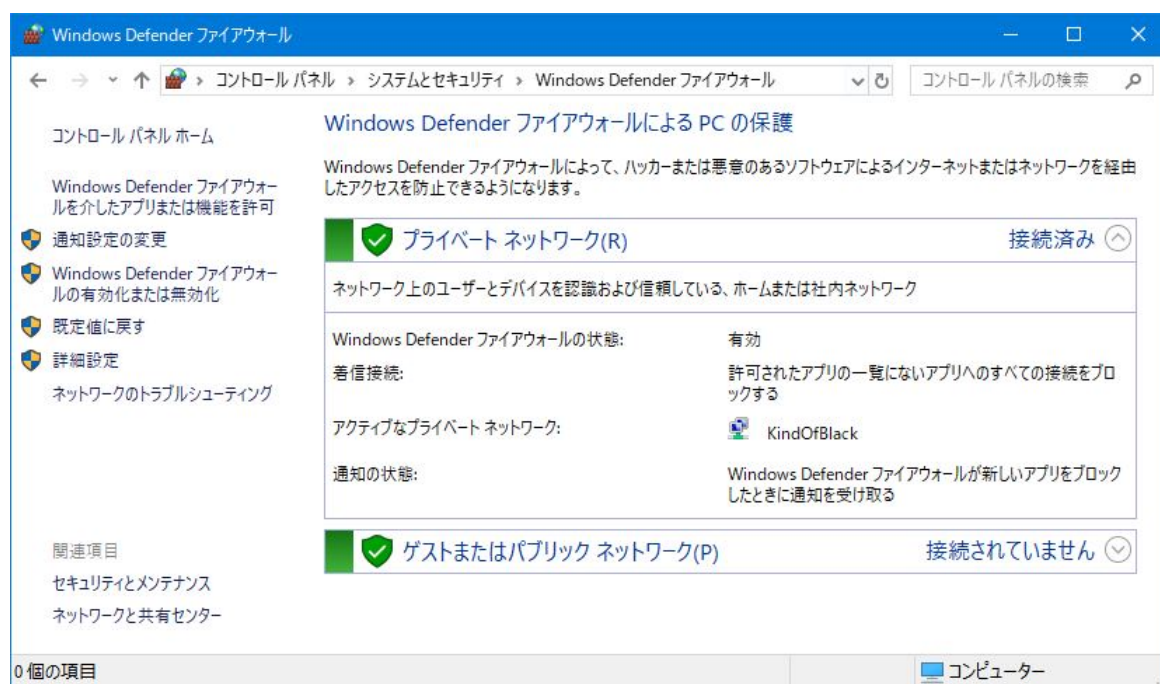 Windows Defender ファイアウォール
コントロール パネル › システムとセキュリティ › Windows Defender ファイアウォール
コントロール パネルの検索
コントロール パネル ホーム
Windows Defender ファイアウォー
ルを介したアプリまたは機能を許可
通知設定の変更
Windows Defender ファイアウォー
ルの有効化または無効化
既定値に戻す
詳細設定
ネットワークのトラブルシューティング
関連項目
セキュリティとメンテナンス
ネットワークと共有センター
Windows Defender ファイアウォールによる PC の保護
Windows Defender ファイアウォールによって、ハッカーまたは悪意のあるソフトウェアによるインターネットまたはネットワークを経由
したアクセスを防止できるようになります。
プライベート ネットワーク(R) 接続済み
ネットワーク上のユーザーとデバイスを認識および信頼している、ホームまたは社内ネットワーク
Windows Defender ファイアウォールの状態: 有効
着信接続: 許可されたアプリの一覧にないアプリへのすべての接続をブロ
ックする
アクティブなプライベート ネットワーク: KindOfBlack
通知の状態: Windows Defender ファイアウォールが新しいアプリをブロック
したときに通知を受け取る
ゲストまたはパブリック ネットワーク(P) 接続されていません
0 個の項目
コンピューター